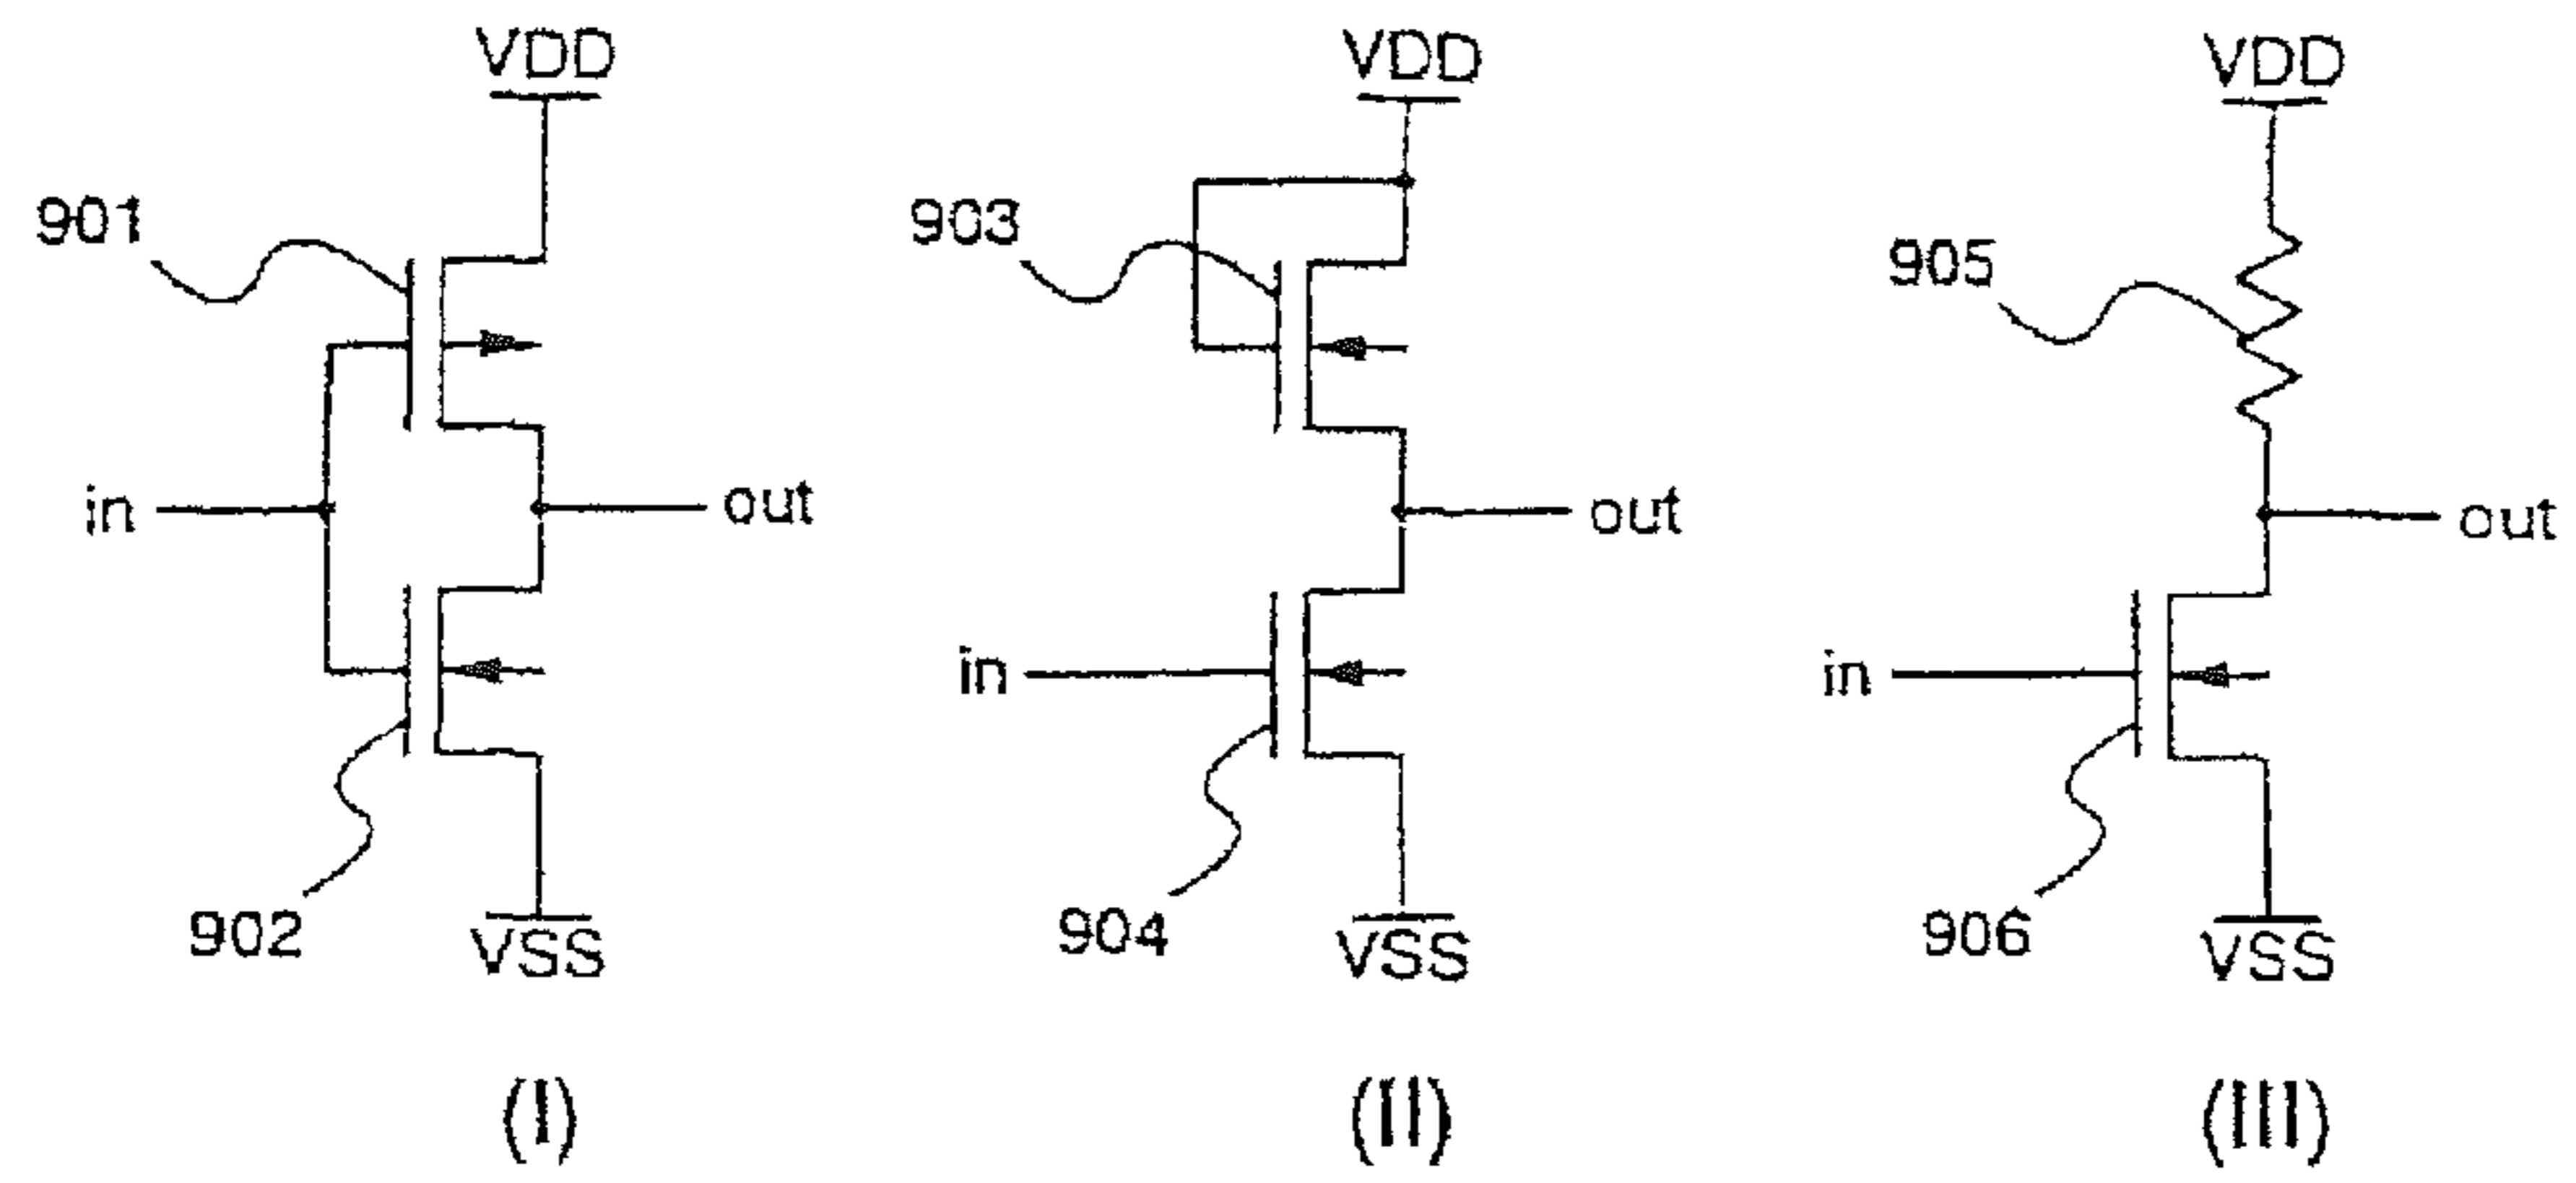 VDD
901
in
out
902
VSS
(I)
VDD
903
out
in
904
VSS
(II)
VDD
905
out
in
906
VSS
(III)